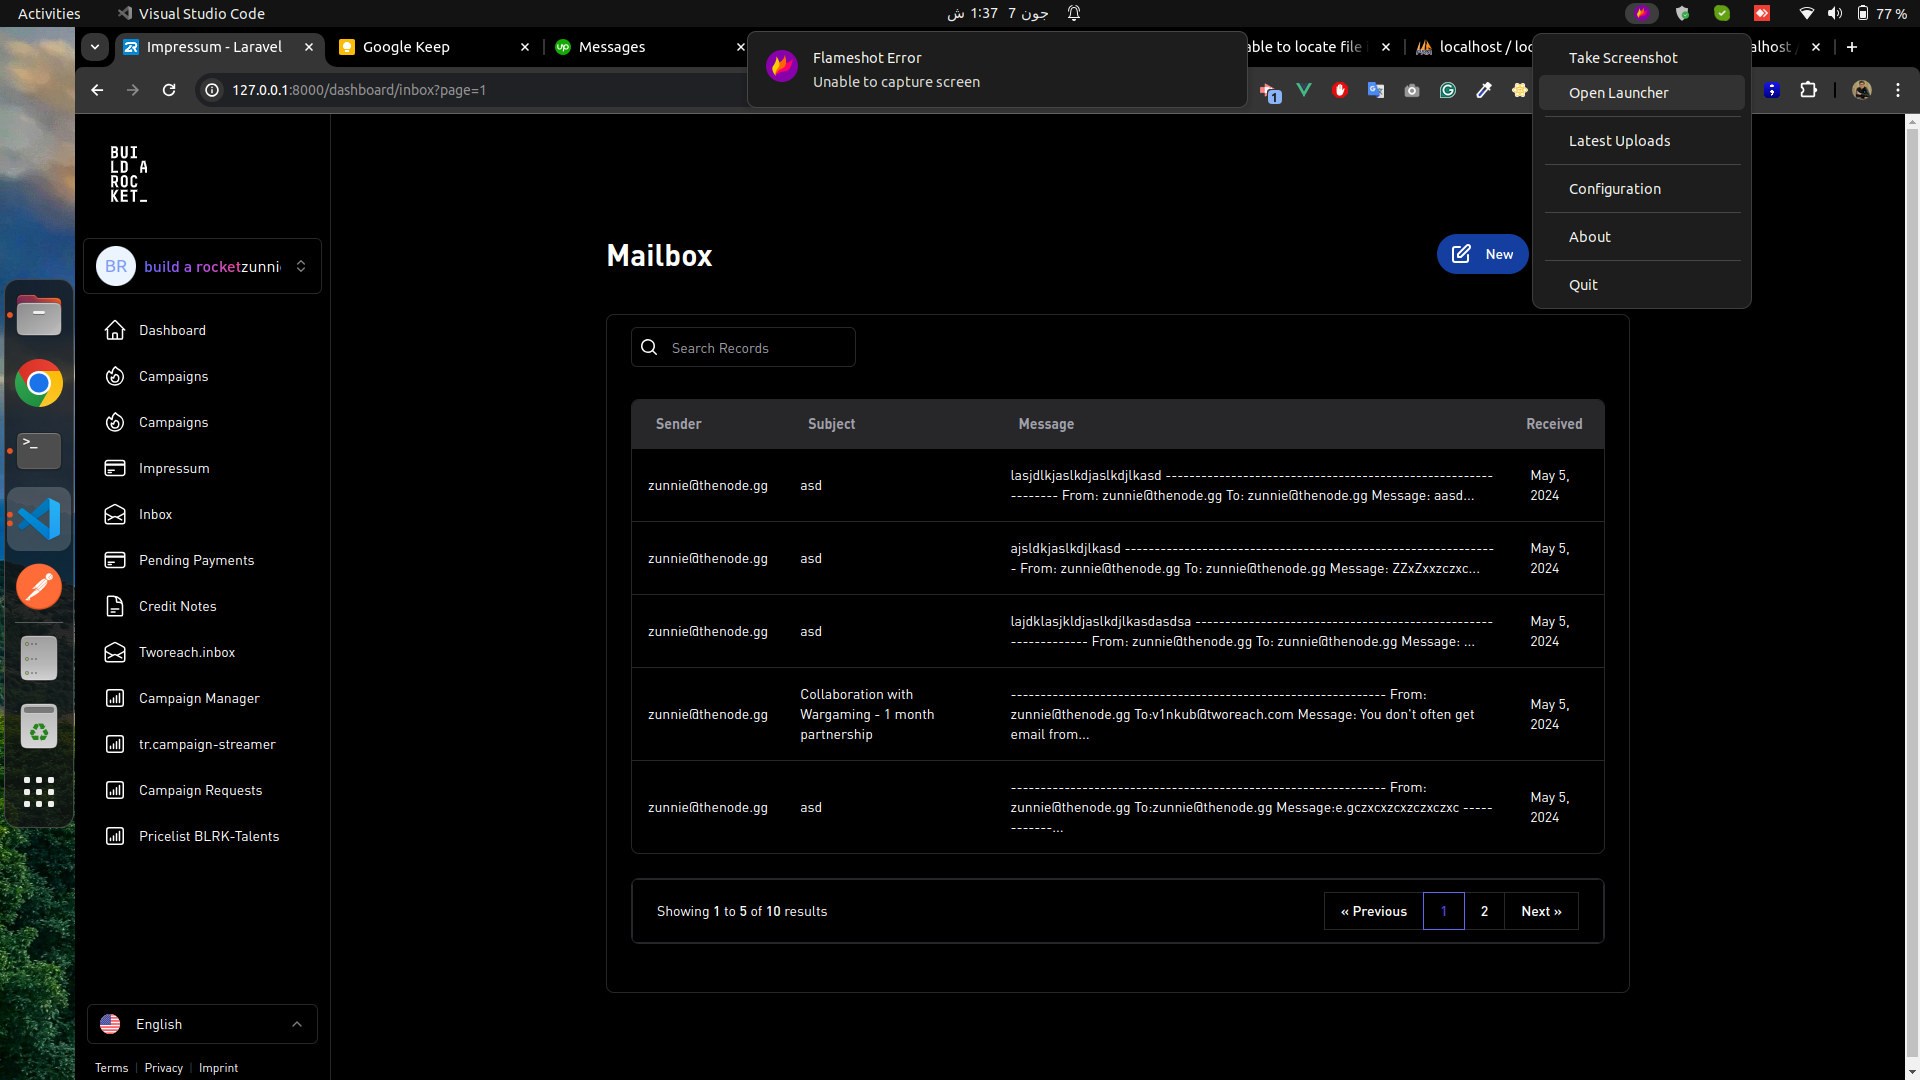 Activities
Visual Studio Code
جون 7 1:37 ش
77 %
Impressum - Laravel
Google Keep
Messages
able to locate file i
localhost / loc
alhost /
127.0.0.1:8000/dashboard/inbox?page=1
1
Flameshot Error
Unable to capture screen
Take Screenshot
Open Launcher
Latest Uploads
Configuration
About
Quit
BUI
LD A
ROC
KET_
BR
build a rocketzunni
Dashboard
Campaigns
Campaigns
Impressum
Inbox
Pending Payments
Credit Notes
Tworeach.inbox
Campaign Manager
tr.campaign-streamer
Campaign Requests
Pricelist BLRK-Talents
English
Terms
Privacy
Imprint
Mailbox
New
Search Records
Sender Subject Message Received
zunnie@thenode.gg
asd
lasjdlkjaslkdjaslkdjlkasd -------------------------------------------------------
-------- From: zunnie@thenode.gg To: zunnie@thenode.gg Message: aasd...
May 5,
2024
zunnie@thenode.gg
asd
ajsldkjaslkdjlkasd --------------------------------------------------------------
- From: zunnie@thenode.gg To: zunnie@thenode.gg Message: ZZxZxxzczxc...
May 5,
2024
zunnie@thenode.gg
asd
lajdklasjkldjaslkdjlkasdasdsa --------------------------------------------------
------------- From: zunnie@thenode.gg To: zunnie@thenode.gg Message: ...
May 5,
2024
zunnie@thenode.gg
Collaboration with
Wargaming - 1 month
partnership
--------------------------------------------------------------- From:
zunnie@thenode.gg To:v1nkub@tworeach.com Message: You don't often get
email from...
May 5,
2024
zunnie@thenode.gg
asd
--------------------------------------------------------------- From:
zunnie@thenode.gg To:zunnie@thenode.gg Message:e.gczxcxzcxzczxczxc -----
-------...
May 5,
2024
Showing 1 to 5 of 10 results
« Previous 1 2 Next »